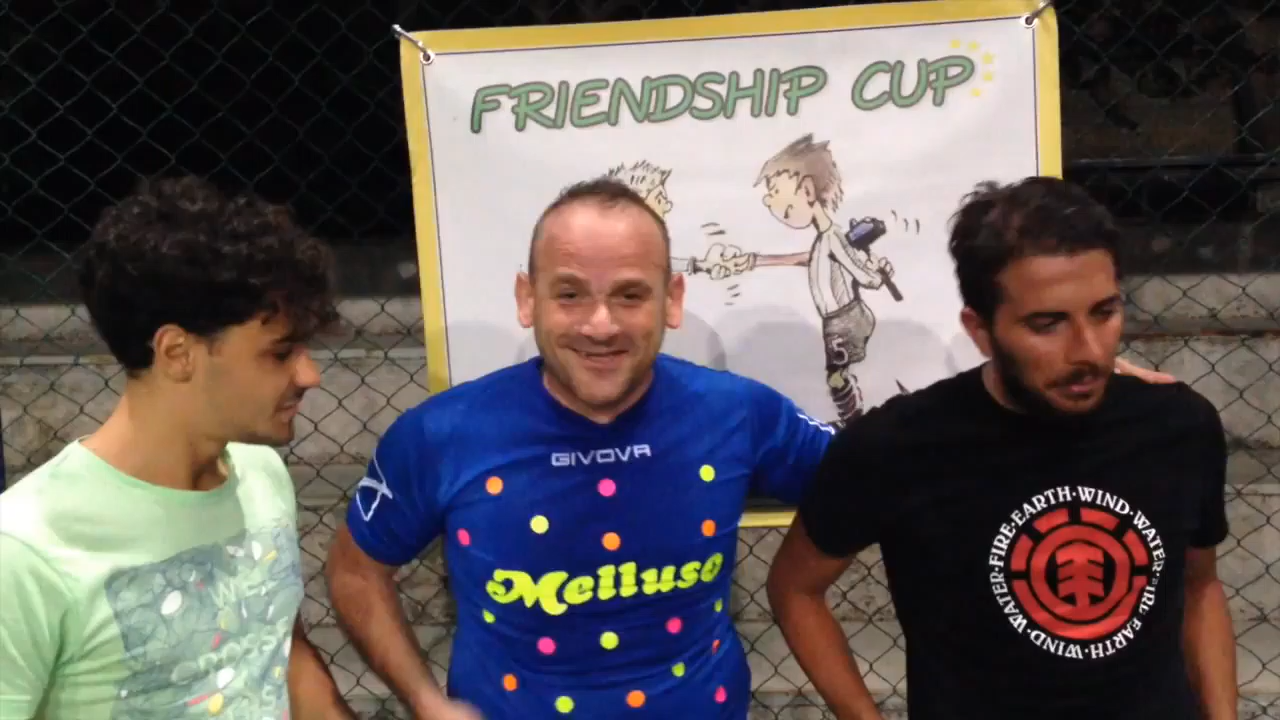 FRIENDSHIP CUP
5
GIVOVA
Melluso
FIRE·EARTH·WIND·WATER·FIRE·EARTH·WIND·WATER·